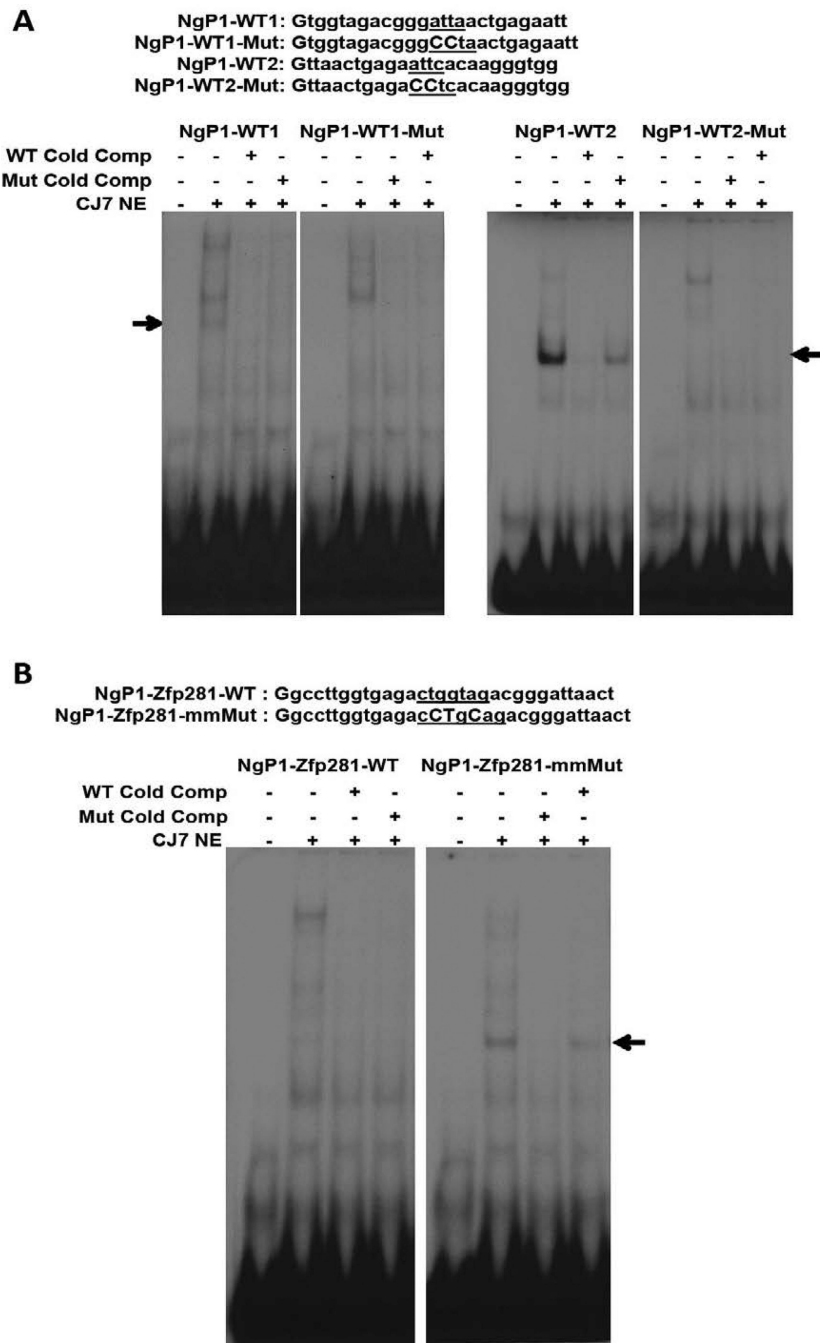 A
NgP1-WT1: Gtggtagacgggattaactgagaatt
NgP1-WT1-Mut: GtggtagacgggCCtaactgagaatt
NgP1-WT2: Gttaactgagaattcacaagggtgg
NgP1-WT2-Mut: GttaactgagaCCtcacaagggtgg
NgP1-WT1 NgP1-WT1-Mut NgP1-WT2 NgP1-WT2-Mut
WT Cold Comp - - + - - - + - - + - - +
Mut Cold Comp - - + - - + - - + - - +
CJ7 NE - + + + - + + + - + + + - + + +
B
NgP1-Zfp281-WT : Ggccttggtgagactggtagacgggattaact
NgP1-Zfp281-mmMut : GgccttggtgagacCTgCagacgggattaact
NgP1-Zfp281-WT NgP1-Zfp281-mmMut
WT Cold Comp - - + - - +
Mut Cold Comp - - + - - +
CJ7 NE - + + + - + + +